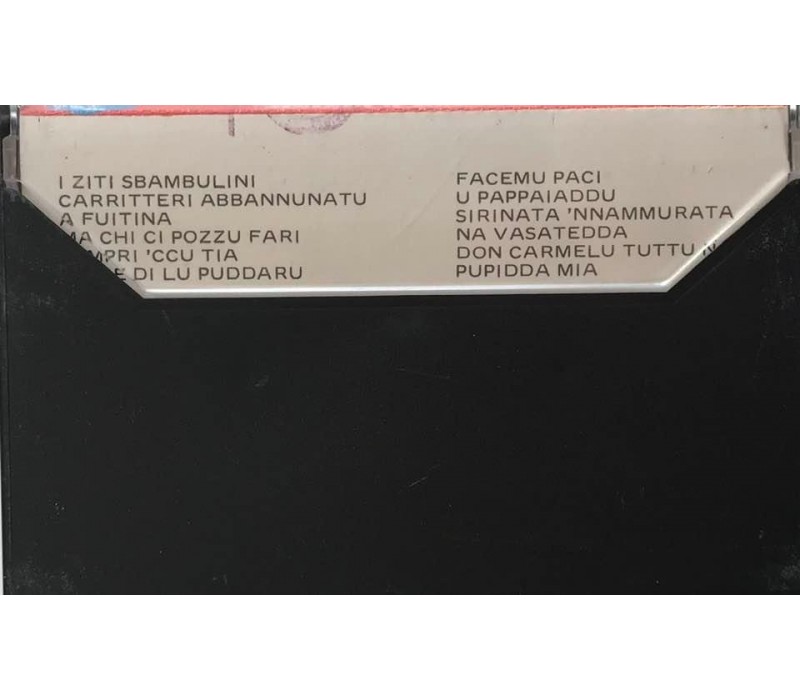 I ZITI SBAMBULINI
CARRITTERI ABBANNUNATU
A FUITINA
MA CHI CI POZZU FARI
'CCU TIA
DI LU PUDDARU
FACEMU PACI
U PAPPAIADDU
SIRINATA 'NNAMMURATA
NA VASATEDDA
DON CARMELU TUTTU
PUPIDDA MIA